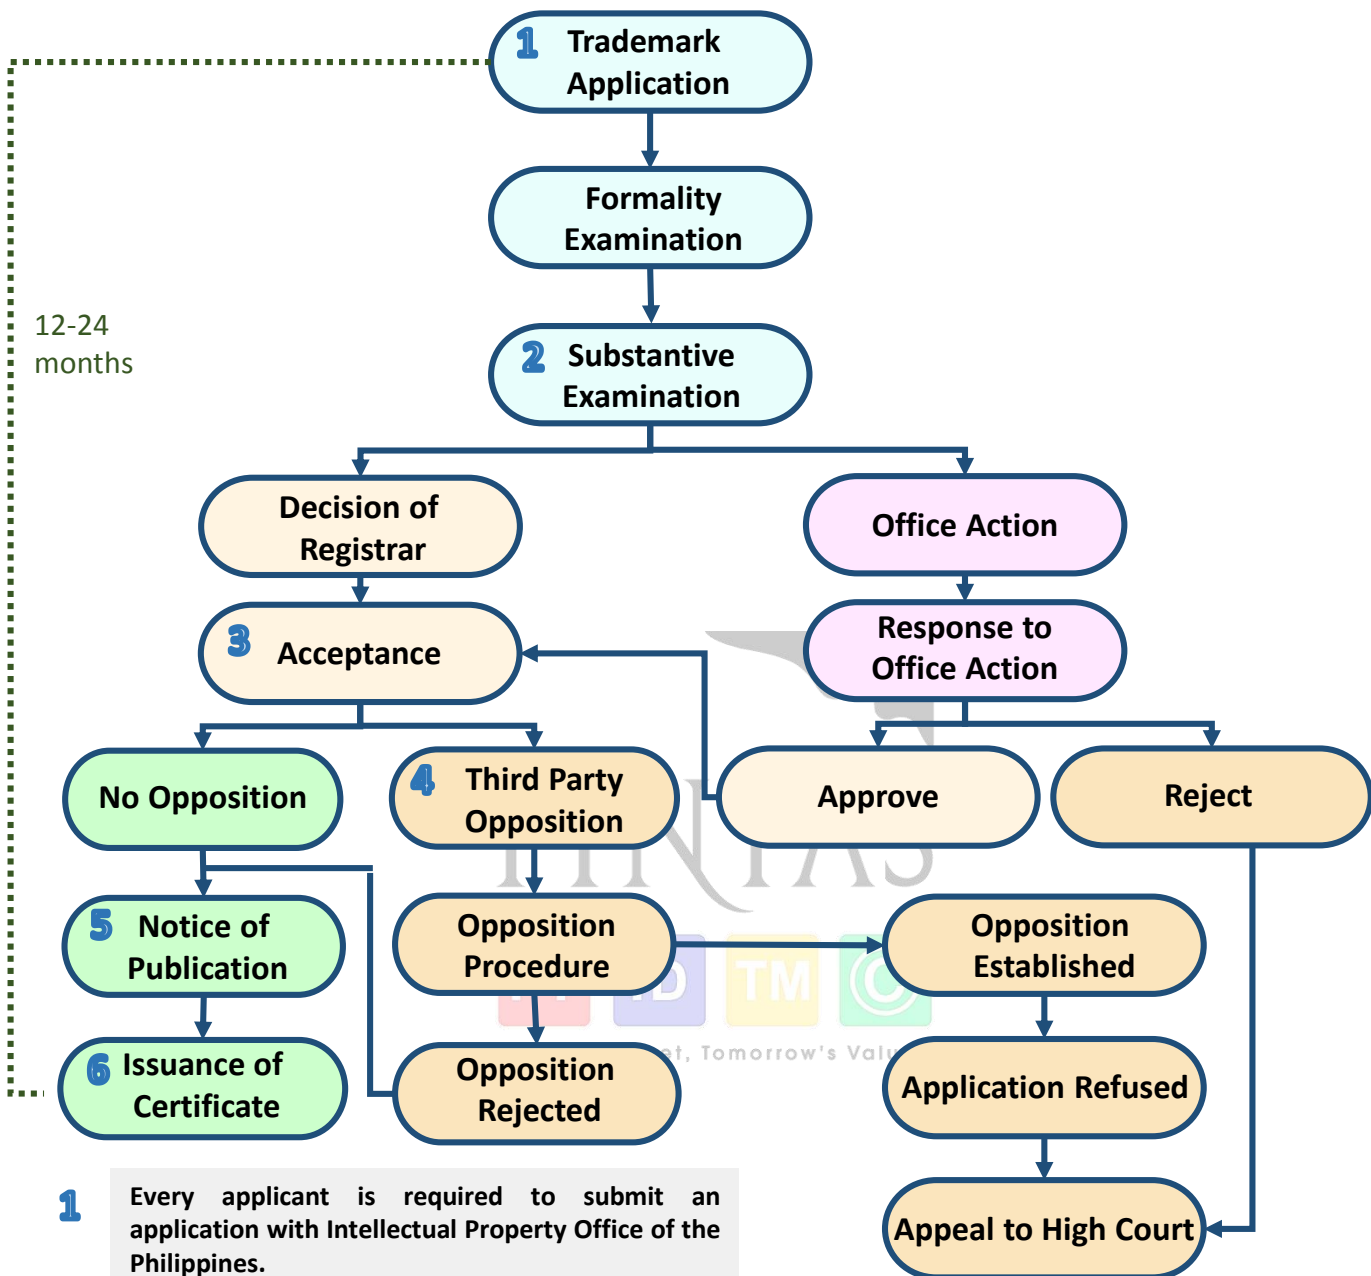 1 Trademark
Application
Formality
Examination
12-24
months
2 Substantive
Examination
Decision of
Registrar
Office Action
3 Acceptance
Response to
Office Action
No Opposition
4 Third Party
Opposition
Approve
Reject
5 Notice of
Publication
Opposition
Procedure
Opposition
Established
TM
©
Tomorrow's
6 Issuance of
Certificate
Opposition
Rejected
Application Refused
Appeal to High Court
1 Every applicant is required to submit an
application with Intellectual Property Office of the
Philippines.